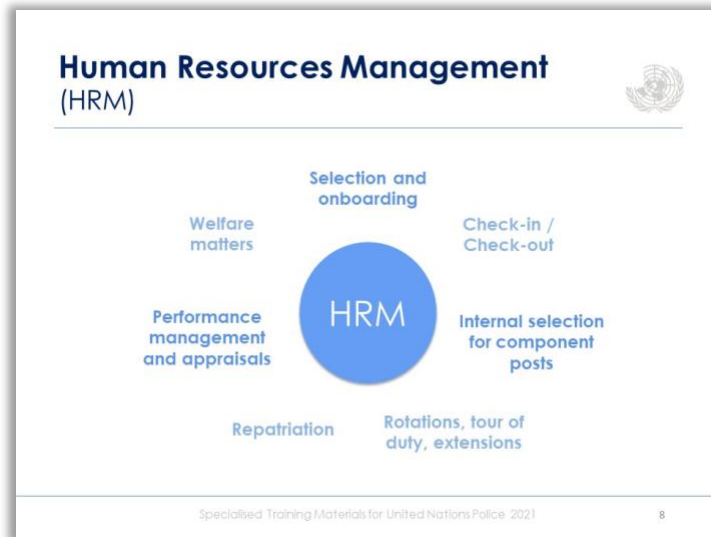 Human Resources Management
(HRM)
Selection and
onboarding
Welfare
matters
Check-in /
Check-out
HRM
Performance
management
and appraisals
Internal selection
for component
posts
Repatriation
Rotations, tour of
duty, extensions
Specialised Training Materials for United Nations Police 2021
8